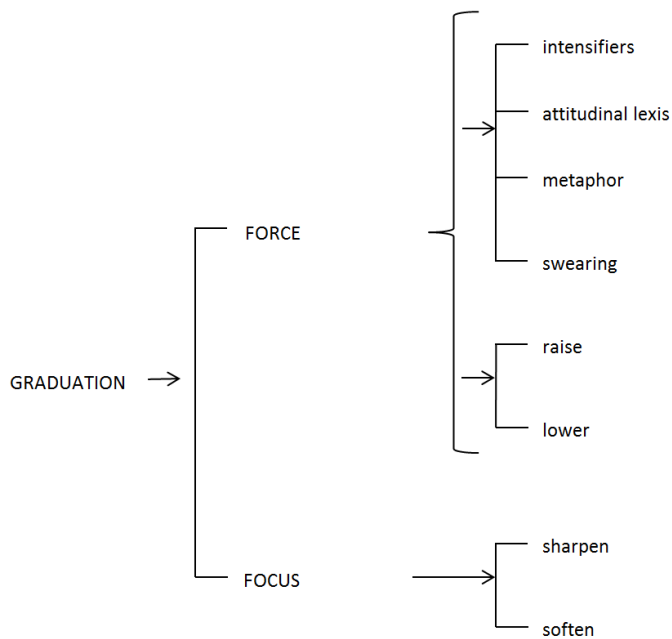 intensifiers
attitudinal lexis
metaphor
FORCE
swearing
raise
GRADUATION
lower
sharpen
FOCUS
soften